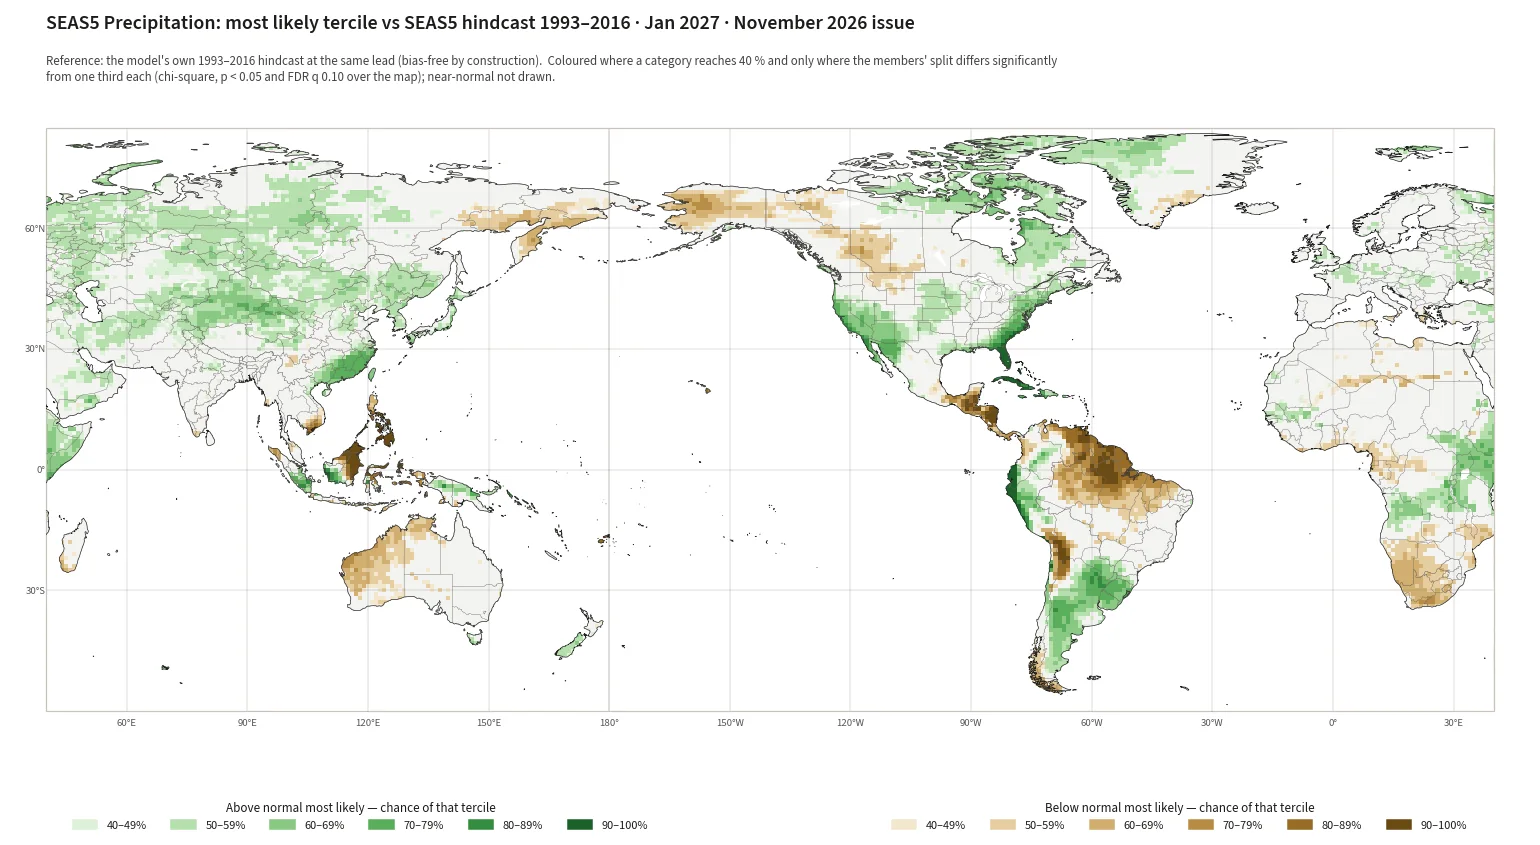 SEAS5 Precipitation: most likely tercile vs SEAS5 hindcast 1993–2016 · Jan 2027 · November 2026 issue
Reference: the model's own 1993–2016 hindcast at the same lead (bias-free by construction). Coloured where a category reaches 40 % and only where the members' split differs significantly
from one third each (chi-square, p < 0.05 and FDR q 0.10 over the map); near-normal not drawn.
60°N
30°N
0°
30°S
60°E 90°E 120°E 150°E 180° 150°W 120°W 90°W 60°W 30°W 0° 30°E
Above normal most likely — chance of that tercile
40–49% 50–59% 60–69% 70–79% 80–89% 90–100%
Below normal most likely — chance of that tercile
40–49% 50–59% 60–69% 70–79% 80–89% 90–100%